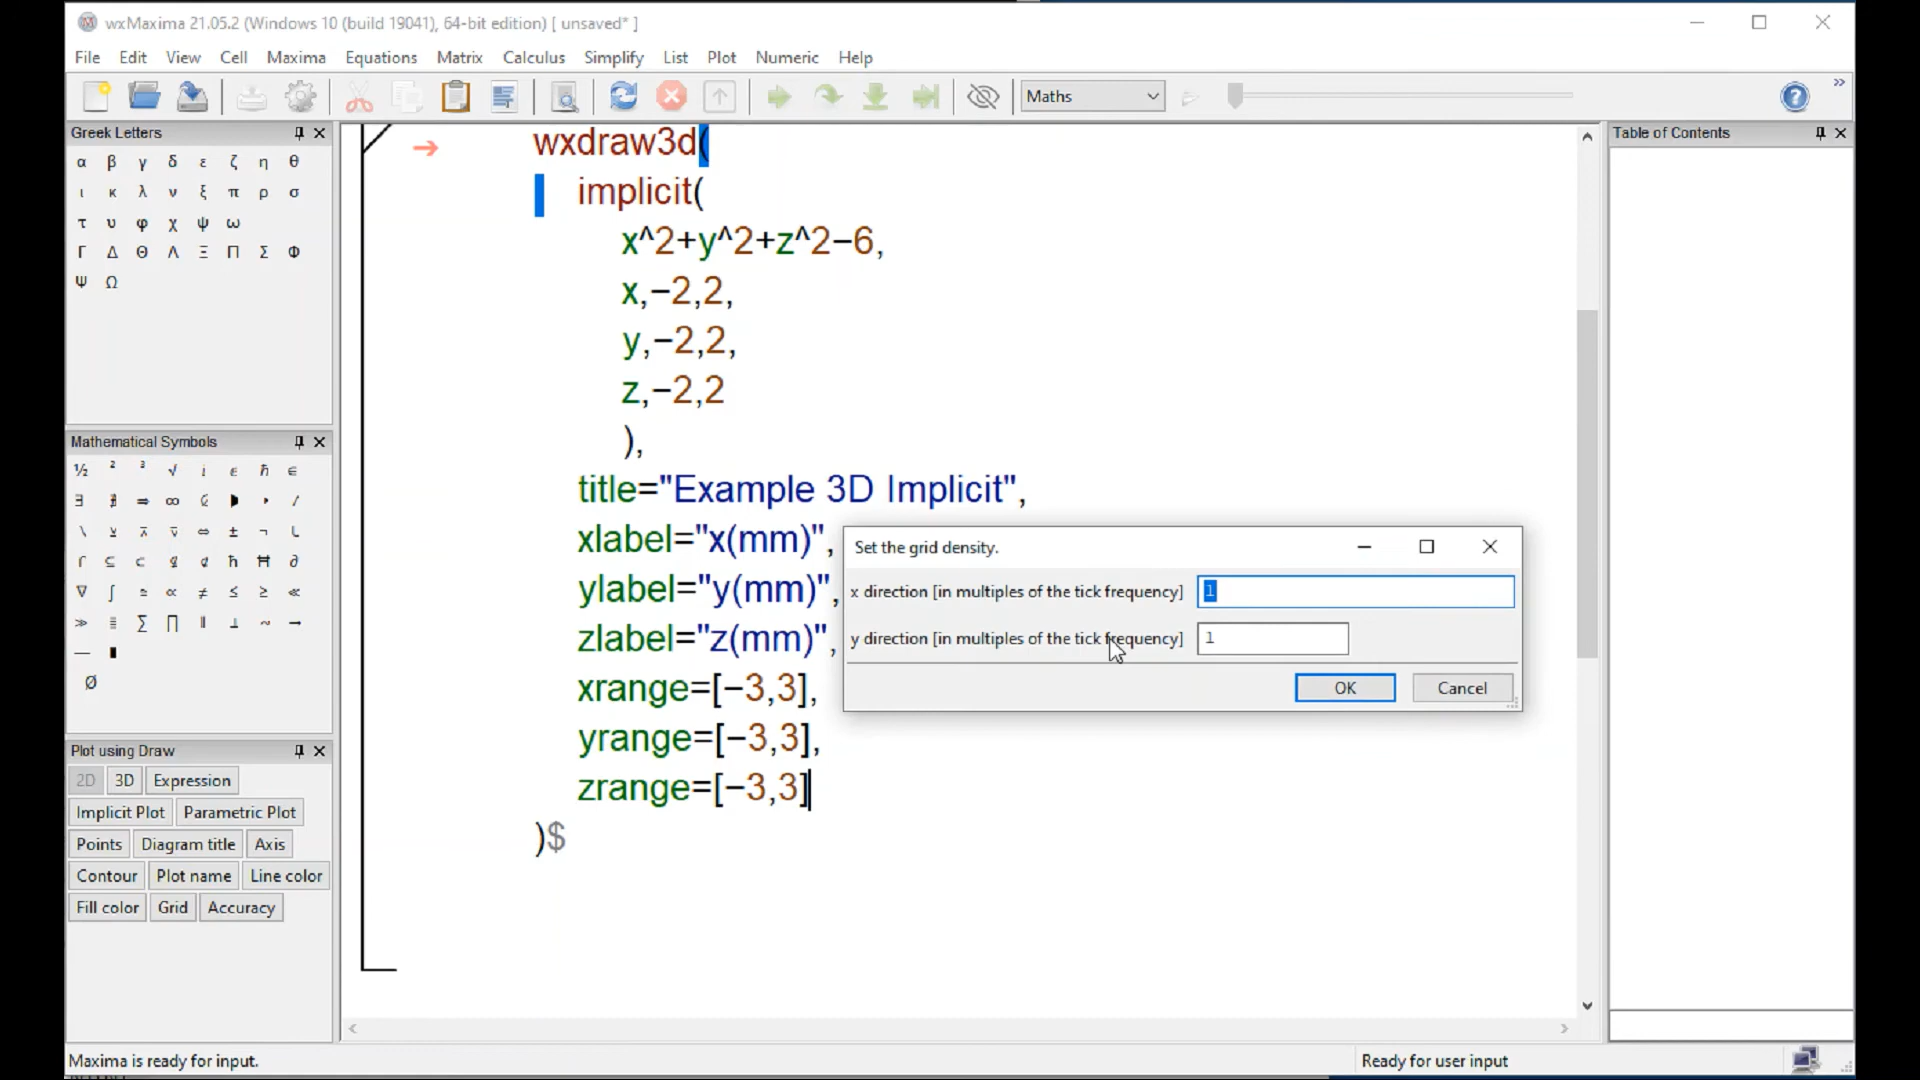 wxMaxima 21.05.2 (Windows 10 (build 19041), 64-bit edition) [ unsaved* ]
File Edit View Cell Maxima Equations Matrix Calculus Simplify List Plot Numeric Help
Maths
Greek Letters
α β γ δ ε ζ η θ
ι κ λ ν ξ π ρ σ
τ υ φ χ ψ ω
Γ Δ Θ Λ Ξ Π Σ Φ
Ψ Ω
Mathematical Symbols
½ ² ³ √ i e ħ ∈
∃ ∄ ⇒ ∞
⇔ ± ¬
⊆ ⊂ ħ Ħ ∂
∇ ∫ ≅ ∝ ≠ ≤ ≥ ≪
≫ ∑ ∏ ∥ ⊥ ~ →
Ø
Plot using Draw
2D 3D Expression
Implicit Plot Parametric Plot
Points Diagram title Axis
Contour Plot name Line color
Fill color Grid Accuracy
wxdraw3d(
implicit(
x^2+y^2+z^2−6,
x,−2,2,
y,−2,2,
z,−2,2
),
title="Example 3D Implicit",
xlabel="x(mm)",
ylabel="y(mm)",
zlabel="z(mm)",
xrange=[−3,3],
yrange=[−3,3],
zrange=[−3,3]
)$
Set the grid density.
x direction [in multiples of the tick frequency] 1
y direction [in multiples of the tick frequency] 1
OK Cancel
Table of Contents
Maxima is ready for input.
Ready for user input